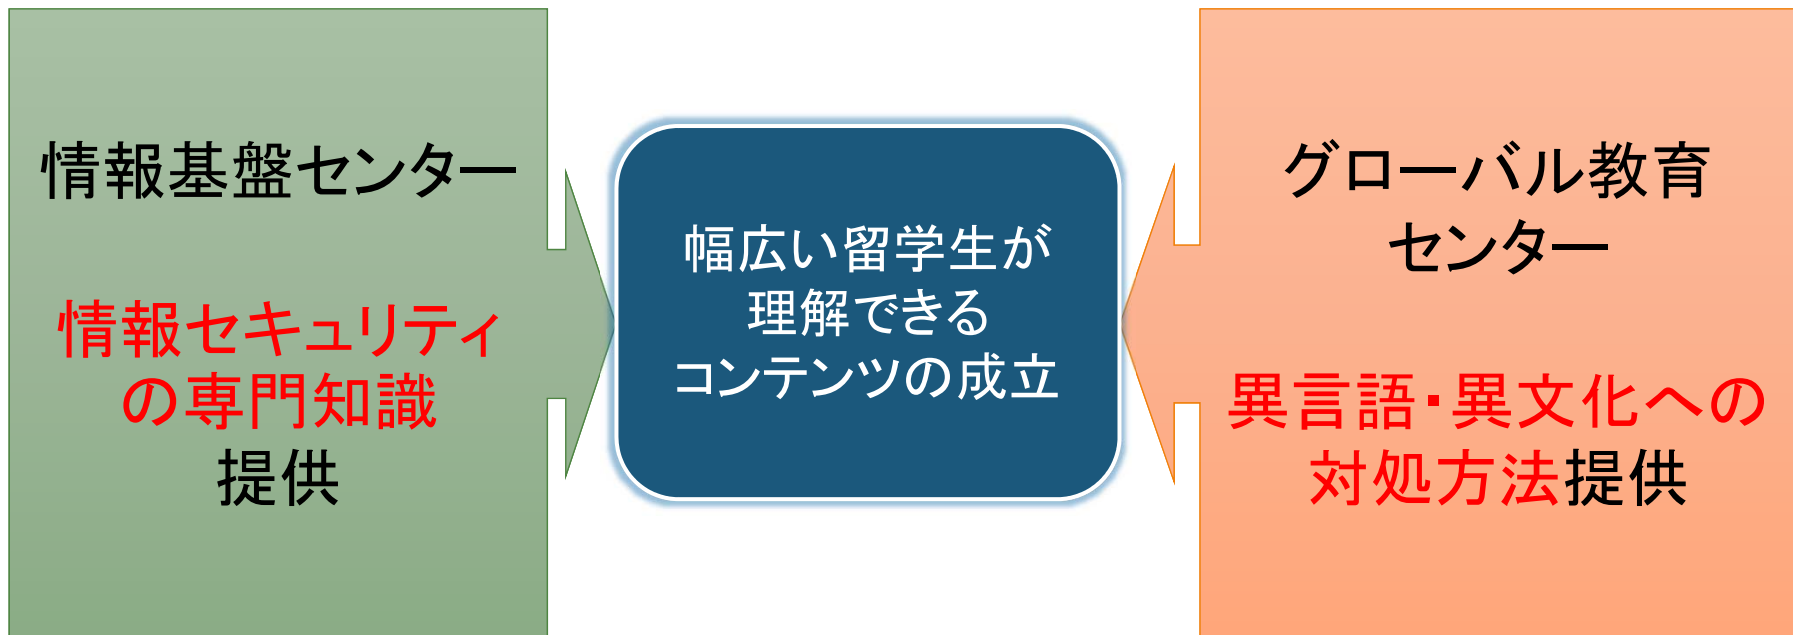 情報基盤センター
情報セキュリティ
の専門知識
提供
幅広い留学生が
理解できる
コンテンツの成立
グローバル教育
センター
異言語・異文化への
対処方法提供